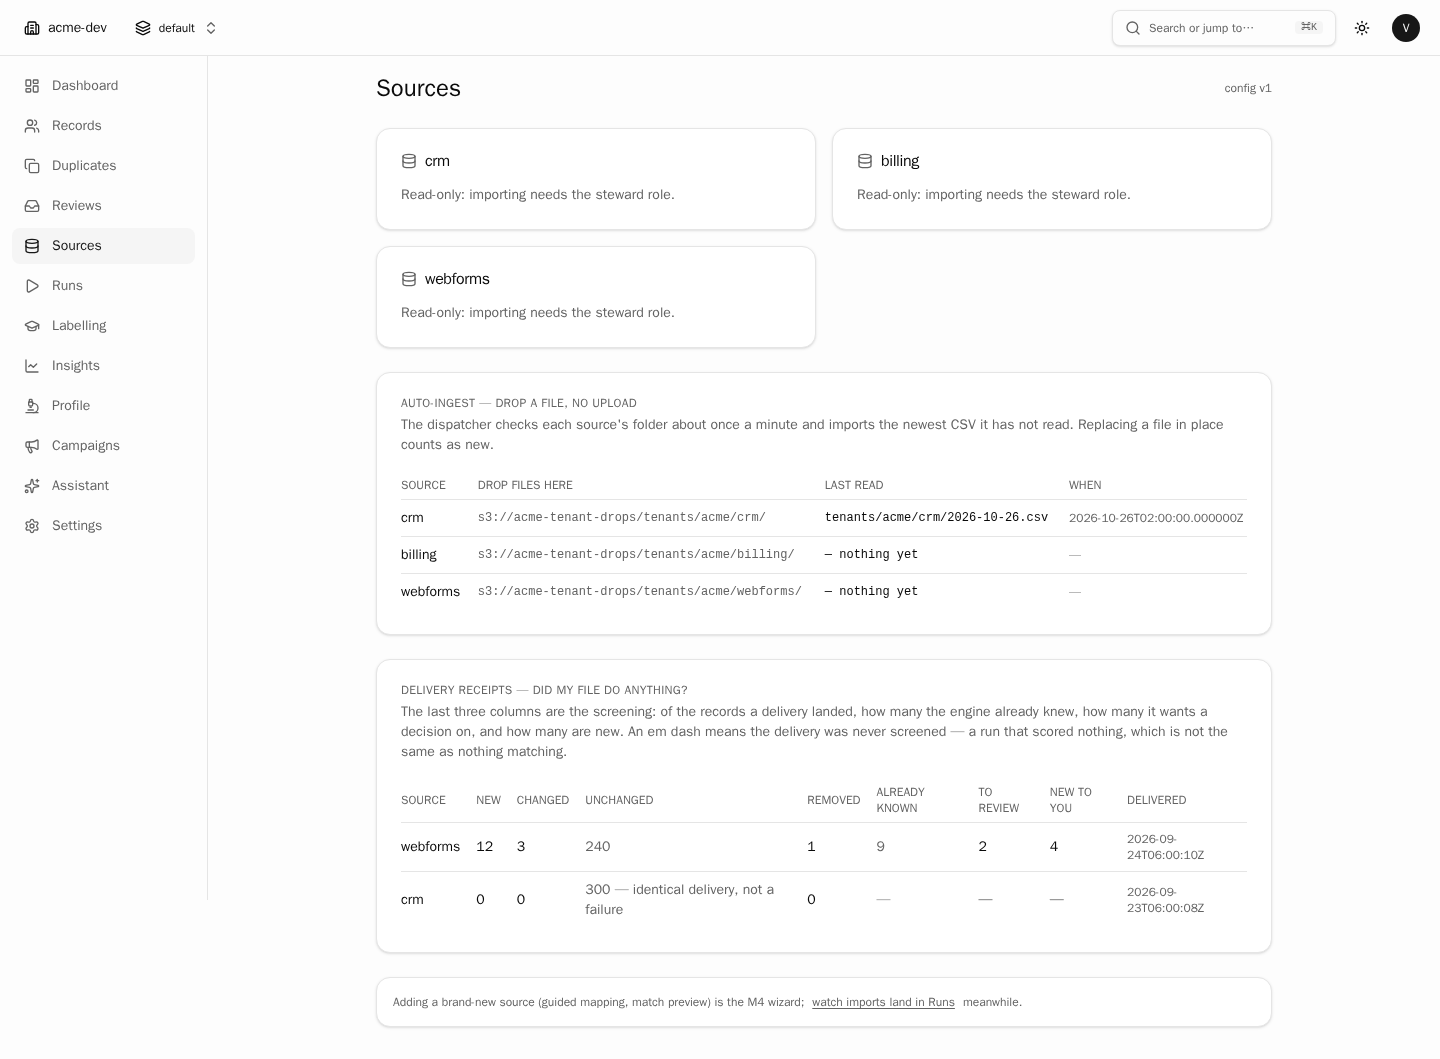 acme-dev
default
Search or jump to…
⌘K
V
Dashboard
Records
Duplicates
Reviews
Sources
Runs
Labelling
Insights
Profile
Campaigns
Assistant
Settings
Sources
config v1
crm
Read-only: importing needs the steward role.
billing
Read-only: importing needs the steward role.
webforms
Read-only: importing needs the steward role.
AUTO-INGEST — DROP A FILE, NO UPLOAD
The dispatcher checks each source's folder about once a minute and imports the newest CSV it has not read. Replacing a file in place
counts as new.
SOURCE DROP FILES HERE LAST READ WHEN
crm s3://acme-tenant-drops/tenants/acme/crm/ tenants/acme/crm/2026-10-26.csv 2026-10-26T02:00:00.000000Z
billing s3://acme-tenant-drops/tenants/acme/billing/ — nothing yet —
webforms s3://acme-tenant-drops/tenants/acme/webforms/ — nothing yet —
DELIVERY RECEIPTS — DID MY FILE DO ANYTHING?
The last three columns are the screening: of the records a delivery landed, how many the engine already knew, how many it wants a
decision on, and how many are new. An em dash means the delivery was never screened — a run that scored nothing, which is not the
same as nothing matching.
SOURCE NEW CHANGED UNCHANGED REMOVED ALREADY KNOWN TO REVIEW NEW TO YOU DELIVERED
webforms 12 3 240 1 9 2 4 2026-09-24T06:00:10Z
crm 0 0 300 — identical delivery, not a failure 0 — — — 2026-09-23T06:00:08Z
Adding a brand-new source (guided mapping, match preview) is the M4 wizard; watch imports land in Runs meanwhile.